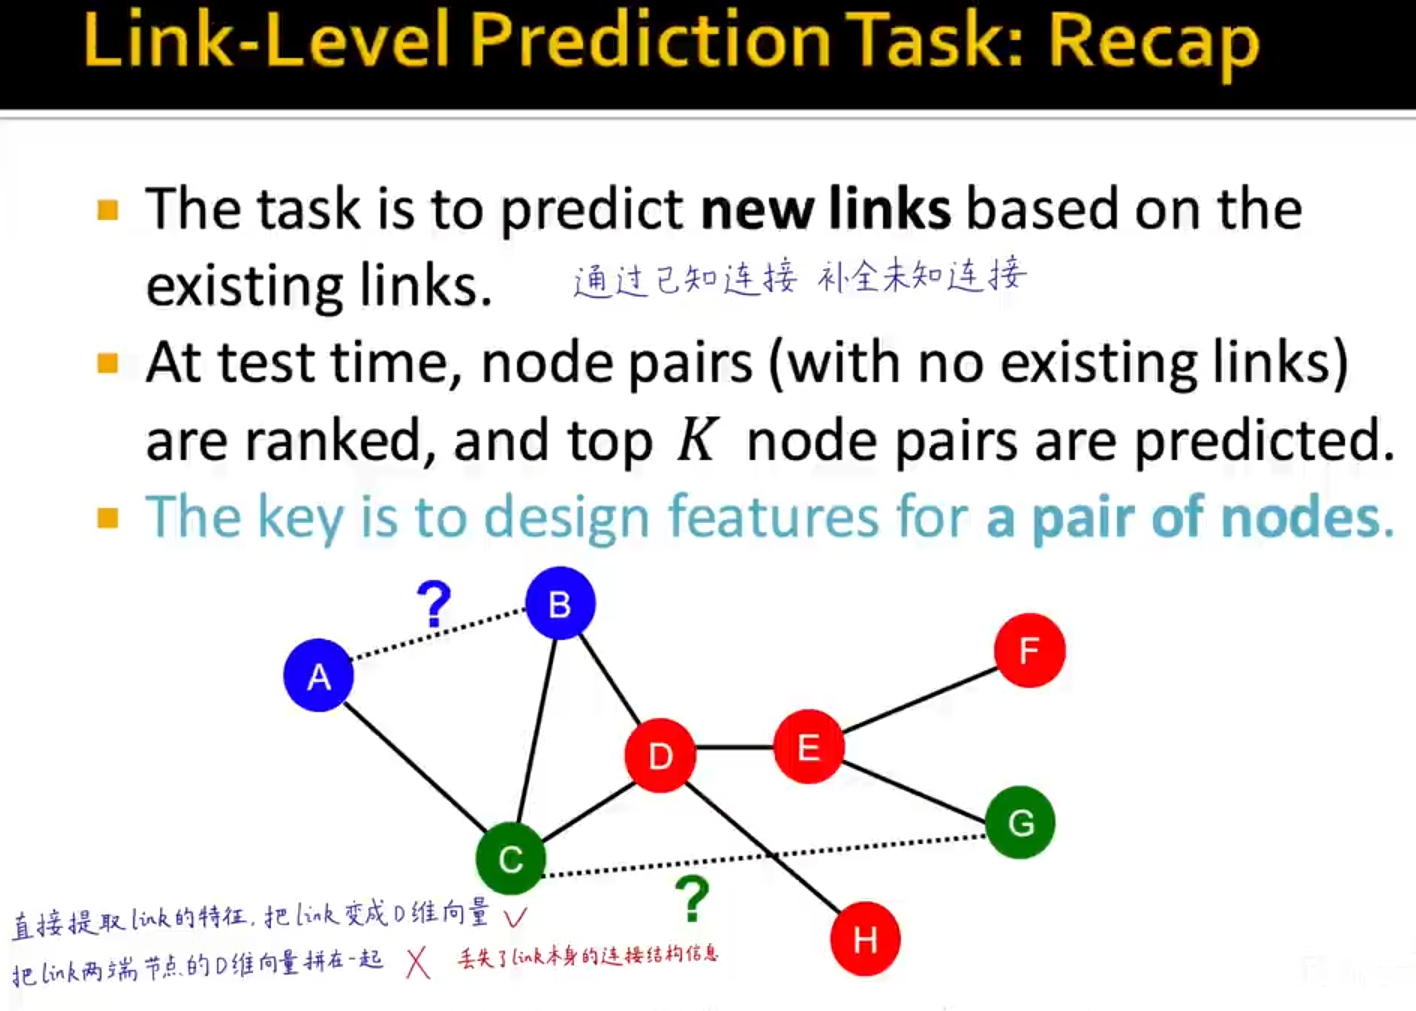 Link-Level Prediction Task: Recap
The task is to predict new links based on the
existing links. 通过已知连接 补全未知连接
At test time, node pairs (with no existing links)
are ranked, and top K node pairs are predicted.
The key is to design features for a pair of nodes.
?
B
F
A
D
E
G
C
?
H
直接提取link的特征,把link变成D维向量 ✓
把link两端节点的D维向量拼在一起 ✗ 丢失了link本身的连接结构信息